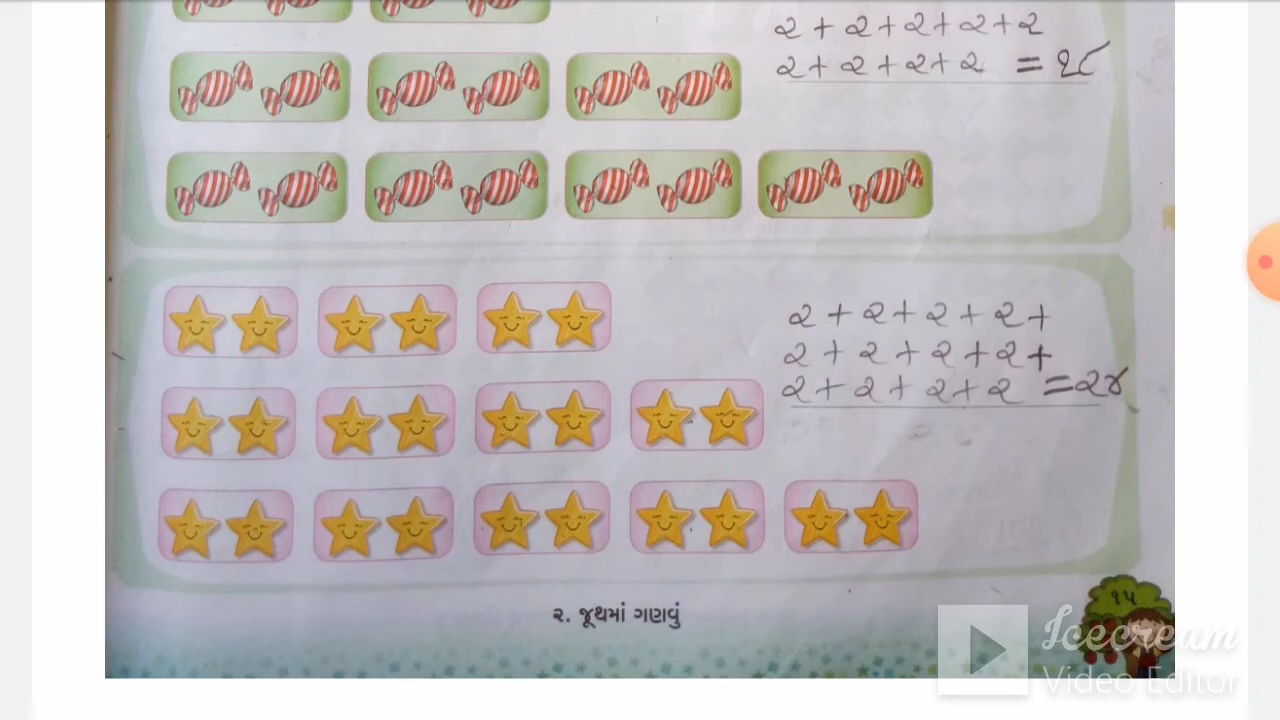 ૨ + ૨ + ૨ + ૨ + ૨
૨ + ૨ + ૨ + ૨ = ૧૮
૨ + ૨ + ૨ + ૨ +
૨ + ૨ + ૨ + ૨ +
૨ + ૨ + ૨ + ૨ = ૨૪
૨. જૂથમાં ગણવું
૧૫
Icecream
Video Editor